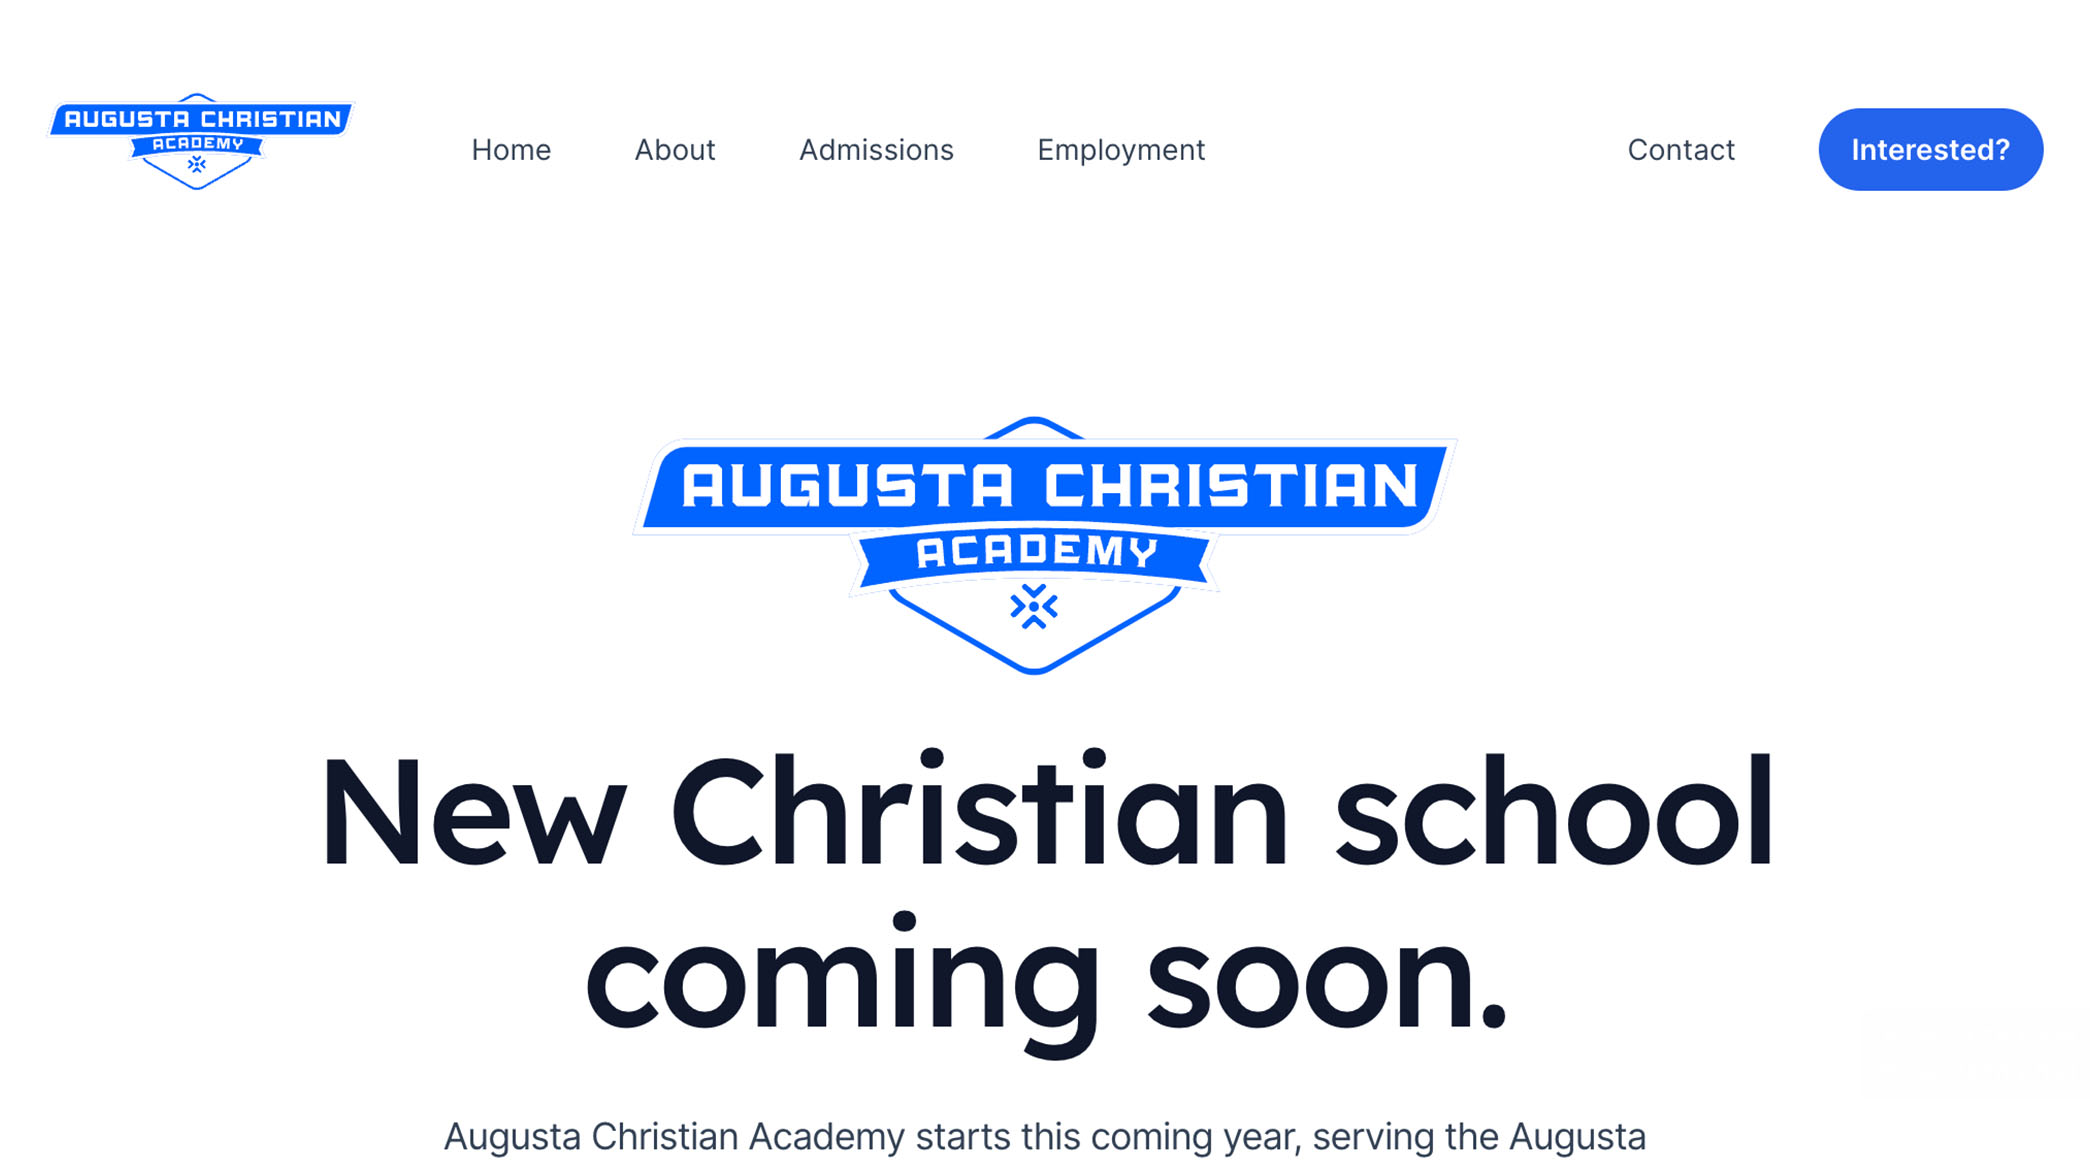 AUGUSTA CHRISTIAN
ACADEMY
Home
About
Admissions
Employment
Contact
Interested?
AUGUSTA CHRISTIAN
ACADEMY
New Christian school
coming soon.
Augusta Christian Academy starts this coming year, serving the Augusta